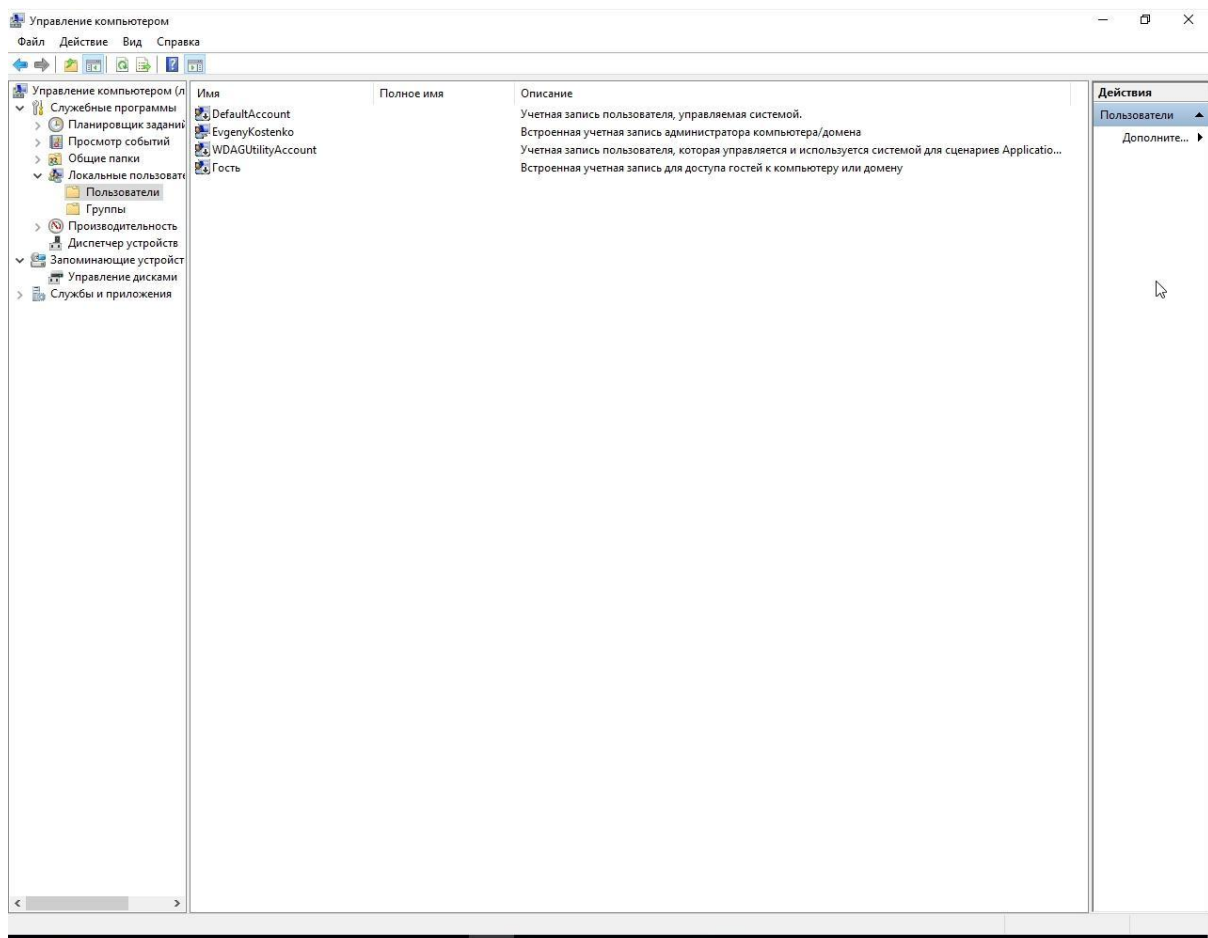 Управление компьютером
Файл Действие Вид Справка
Управление компьютером (л
Служебные программы
Планировщик заданий
Просмотр событий
Общие папки
Локальные пользовате
Пользователи
Группы
Производительность
Диспетчер устройств
Запоминающие устройст
Управление дисками
Службы и приложения
Имя Полное имя Описание
DefaultAccount Учетная запись пользователя, управляемая системой.
EvgenyKostenko Встроенная учетная запись администратора компьютера/домена
WDAGUtilityAccount Учетная запись пользователя, которая управляется и используется системой для сценариев Applicatio...
Гость Встроенная учетная запись для доступа гостей к компьютеру или домену
Действия
Пользователи
Дополните...